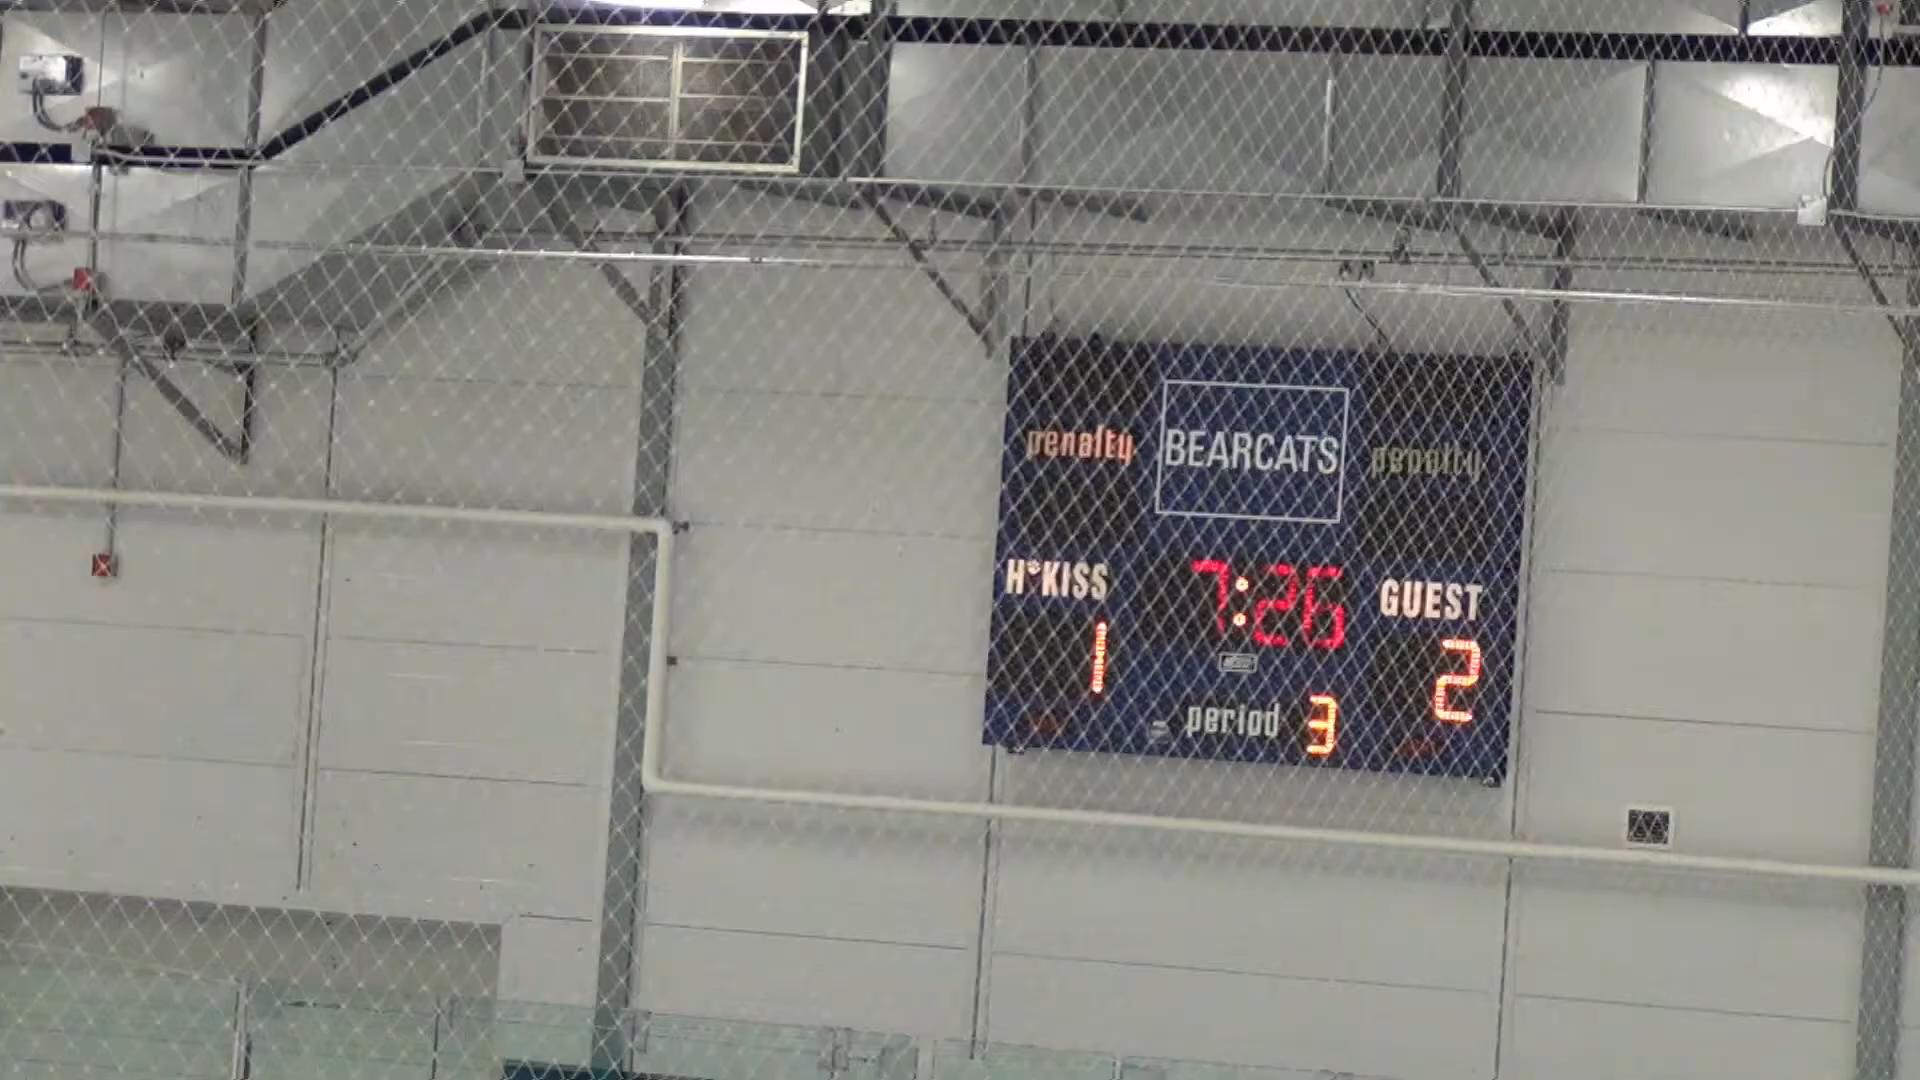 penalty
BEARCATS
penalty
H KISS
7:26
GUEST
1
2
period 3